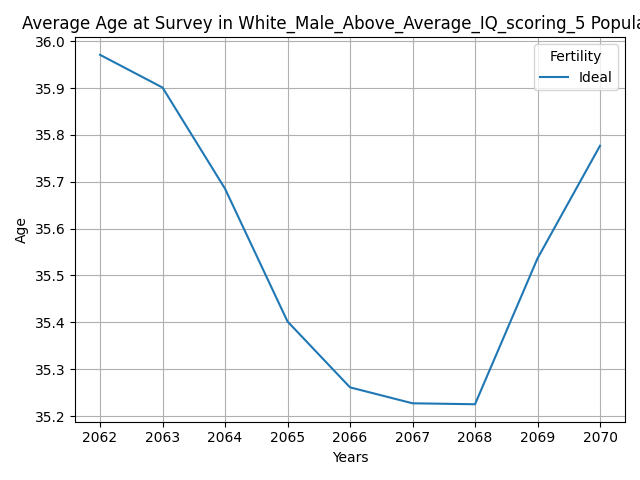 Average Age at Survey in White_Male_Above_Average_IQ_scoring_5 Popula
Fertility
Ideal
36.0
35.9
35.8
35.7
35.6
35.5
35.4
35.3
35.2
Age
2062 2063 2064 2065 2066 2067 2068 2069 2070
Years